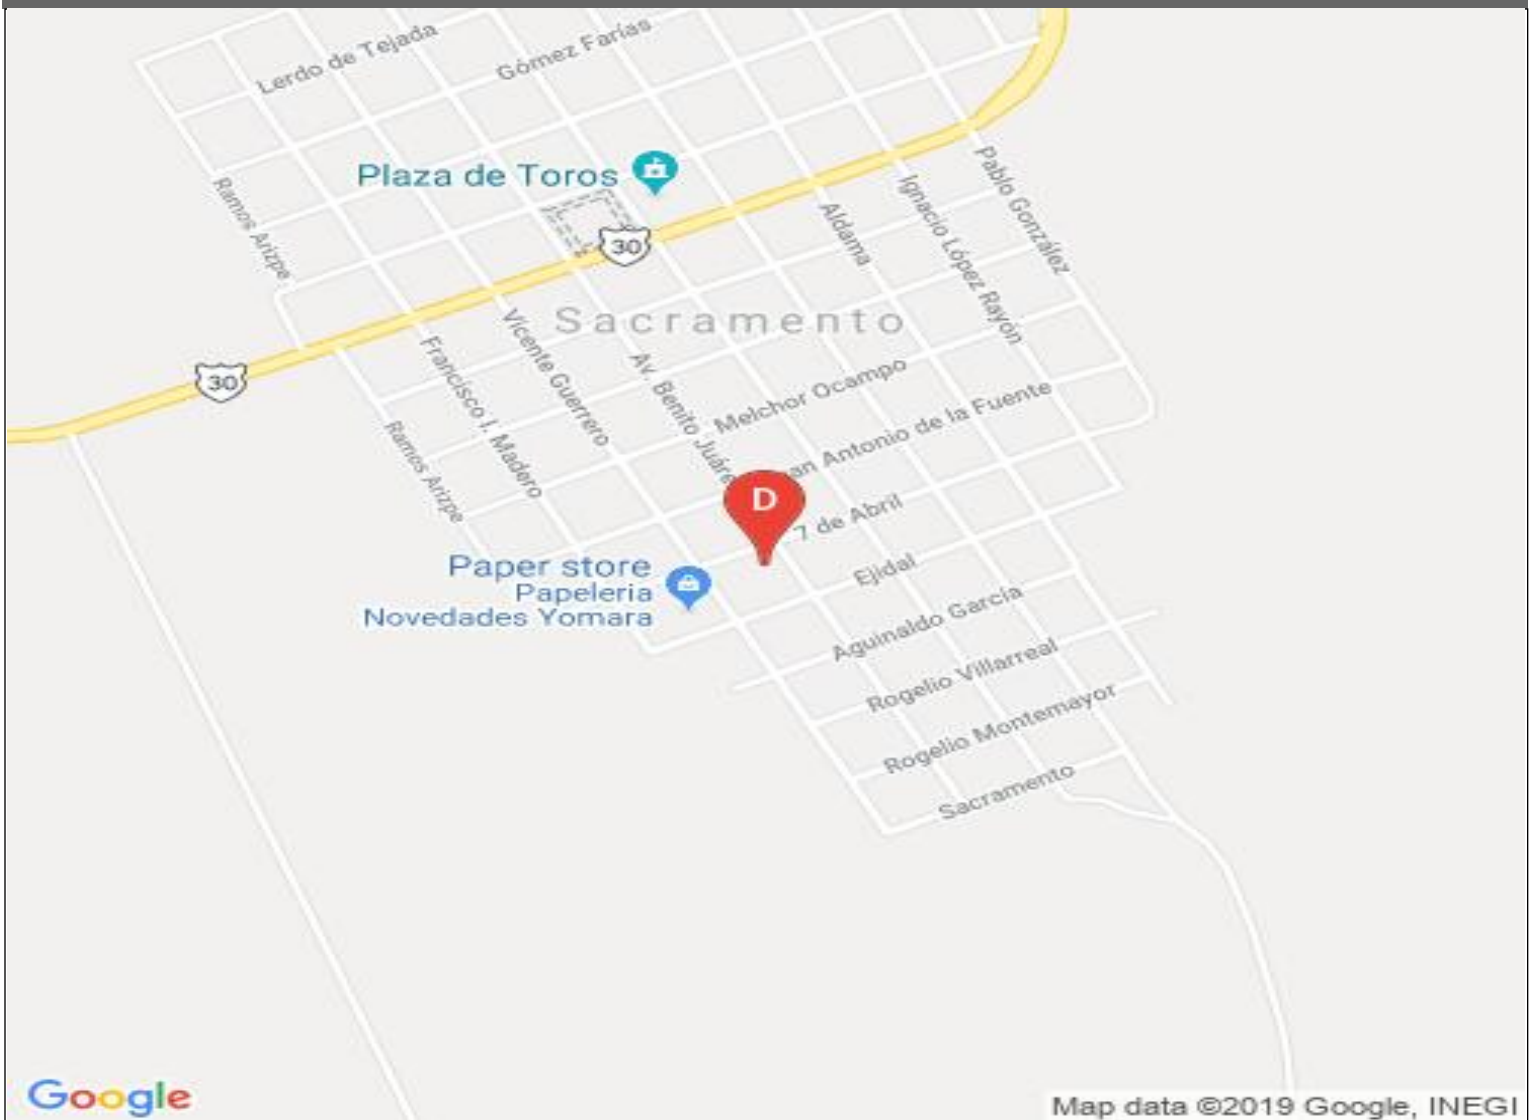 Lerdo de Tejada
Gómez Farías
Plaza de Toros
30
Pablo González
Ignacio López Rayón
Aldama
Ramos Arizpe
Sacramento
30
Vicente Guerrero
Francisco I. Madero
Av. Benito Juáre
Melchor Ocampo
an Antonio de la Fuente
Ramos Arizpe
D
7 de Abril
Paper store
Papeleria
Novedades Yomara
Ejidal
Aguinaldo García
Rogelio Villarreal
Rogelio Montemayor
Sacramento
Google
Map data ©2019 Google, INEGI